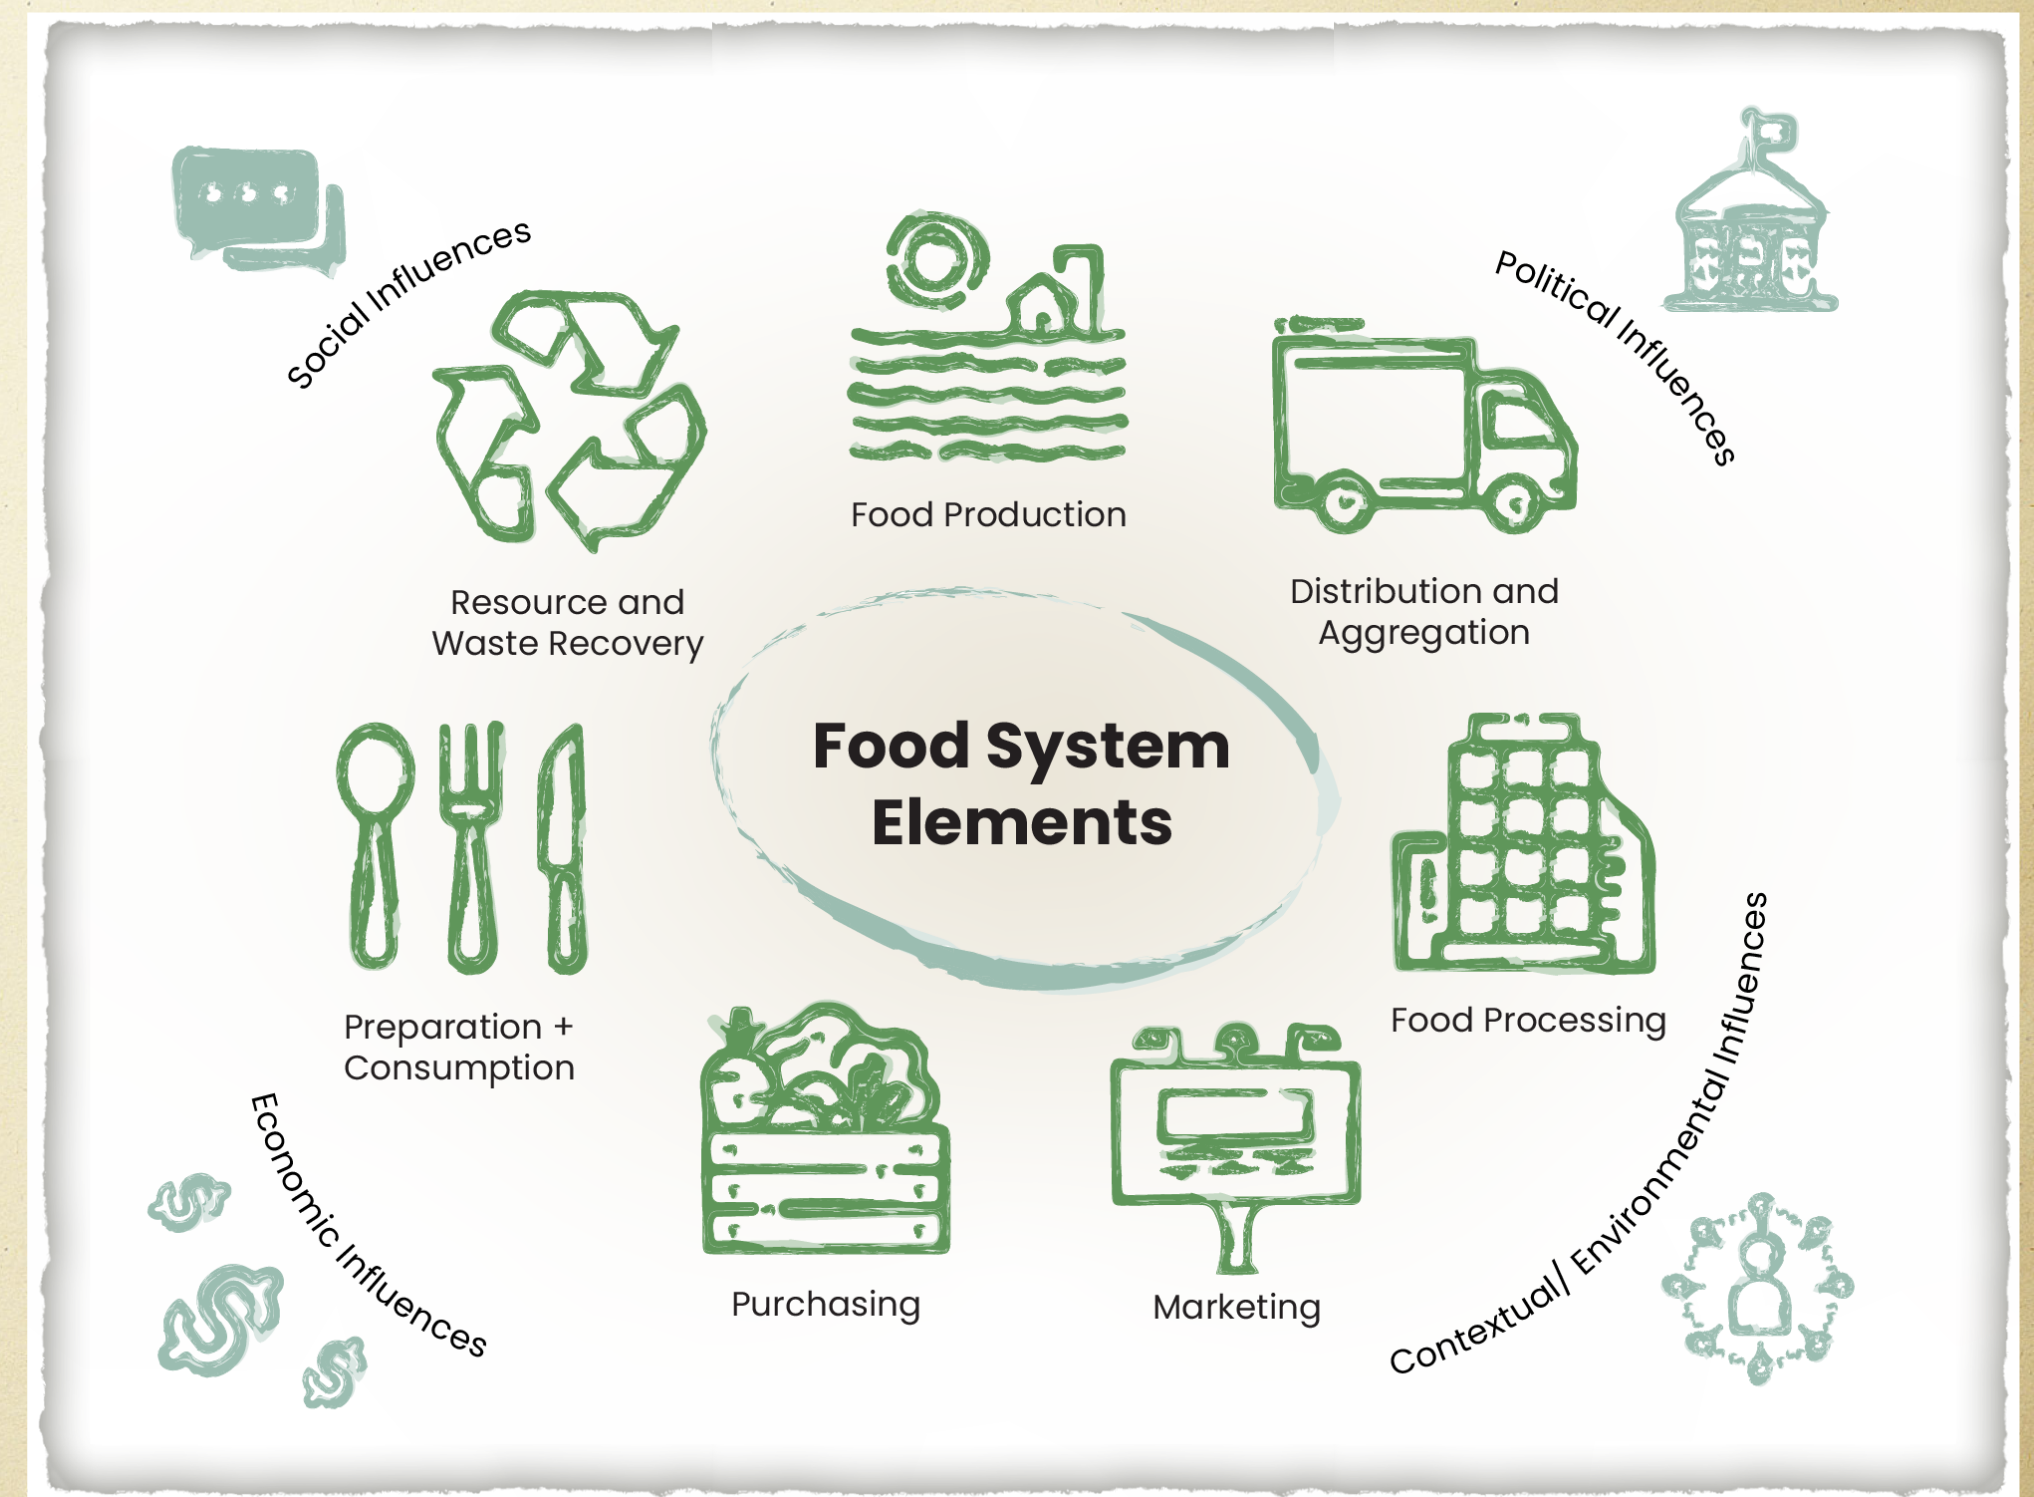 Social Influences
Political Influences
Food Production
Resource and
Waste Recovery
Distribution and
Aggregation
Food System
Elements
Preparation +
Consumption
Food Processing
Purchasing
Marketing
Economic Influences
Contextual/ Environmental Influences